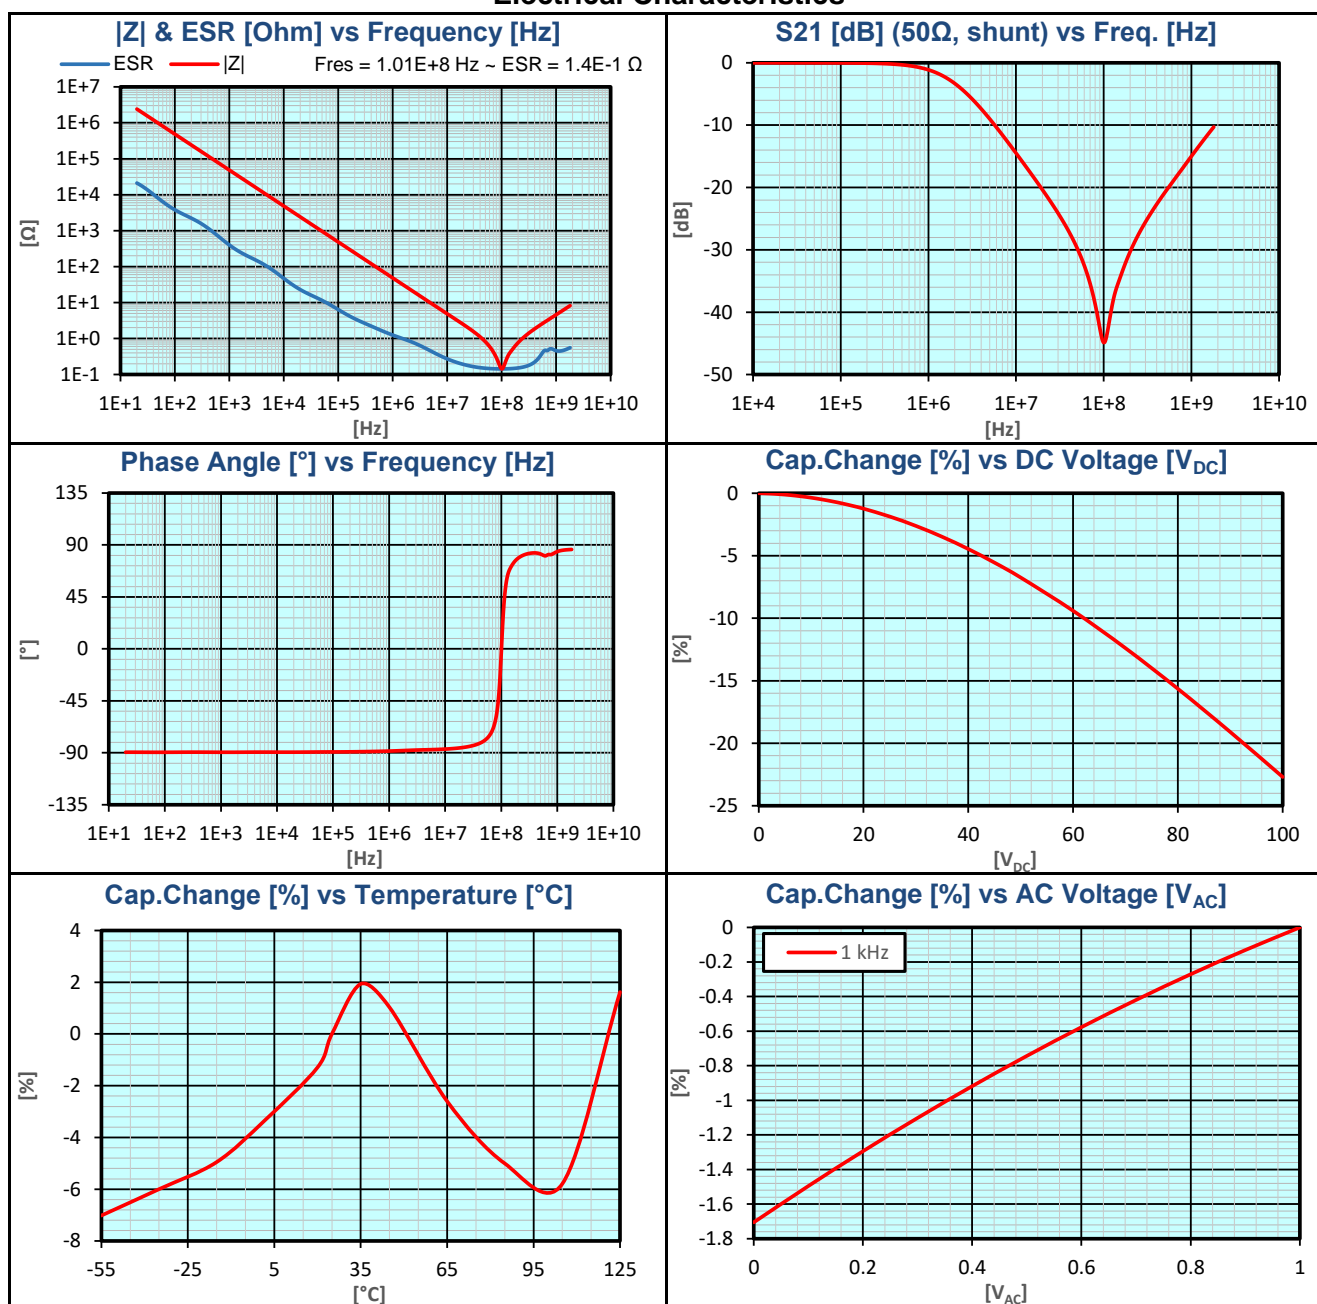 Electrical Characteristics
|Z| & ESR [Ohm] vs Frequency [Hz]
ESR
|Z|
Fres = 1.01E+8 Hz ~ ESR = 1.4E-1 Ω
1E+7
1E+6
1E+5
1E+4
1E+3
1E+2
1E+1
1E+0
1E-1
[Ω]
1E+1 1E+2 1E+3 1E+4 1E+5 1E+6 1E+7 1E+8 1E+9 1E+10
[Hz]
S21 [dB] (50Ω, shunt) vs Freq. [Hz]
0
-10
-20
-30
-40
-50
[dB]
1E+4 1E+5 1E+6 1E+7 1E+8 1E+9 1E+10
[Hz]
Phase Angle [°] vs Frequency [Hz]
135
90
45
0
-45
-90
-135
[°]
1E+1 1E+2 1E+3 1E+4 1E+5 1E+6 1E+7 1E+8 1E+9 1E+10
[Hz]
Cap.Change [%] vs DC Voltage [VDC]
0
-5
-10
-15
-20
-25
[%]
0 20 40 60 80 100
[VDC]
Cap.Change [%] vs Temperature [°C]
4
2
0
-2
-4
-6
-8
[%]
-55 -25 5 35 65 95 125
[°C]
Cap.Change [%] vs AC Voltage [VAC]
1 kHz
0
-0.2
-0.4
-0.6
-0.8
-1
-1.2
-1.4
-1.6
-1.8
[%]
0 0.2 0.4 0.6 0.8 1
[VAC]